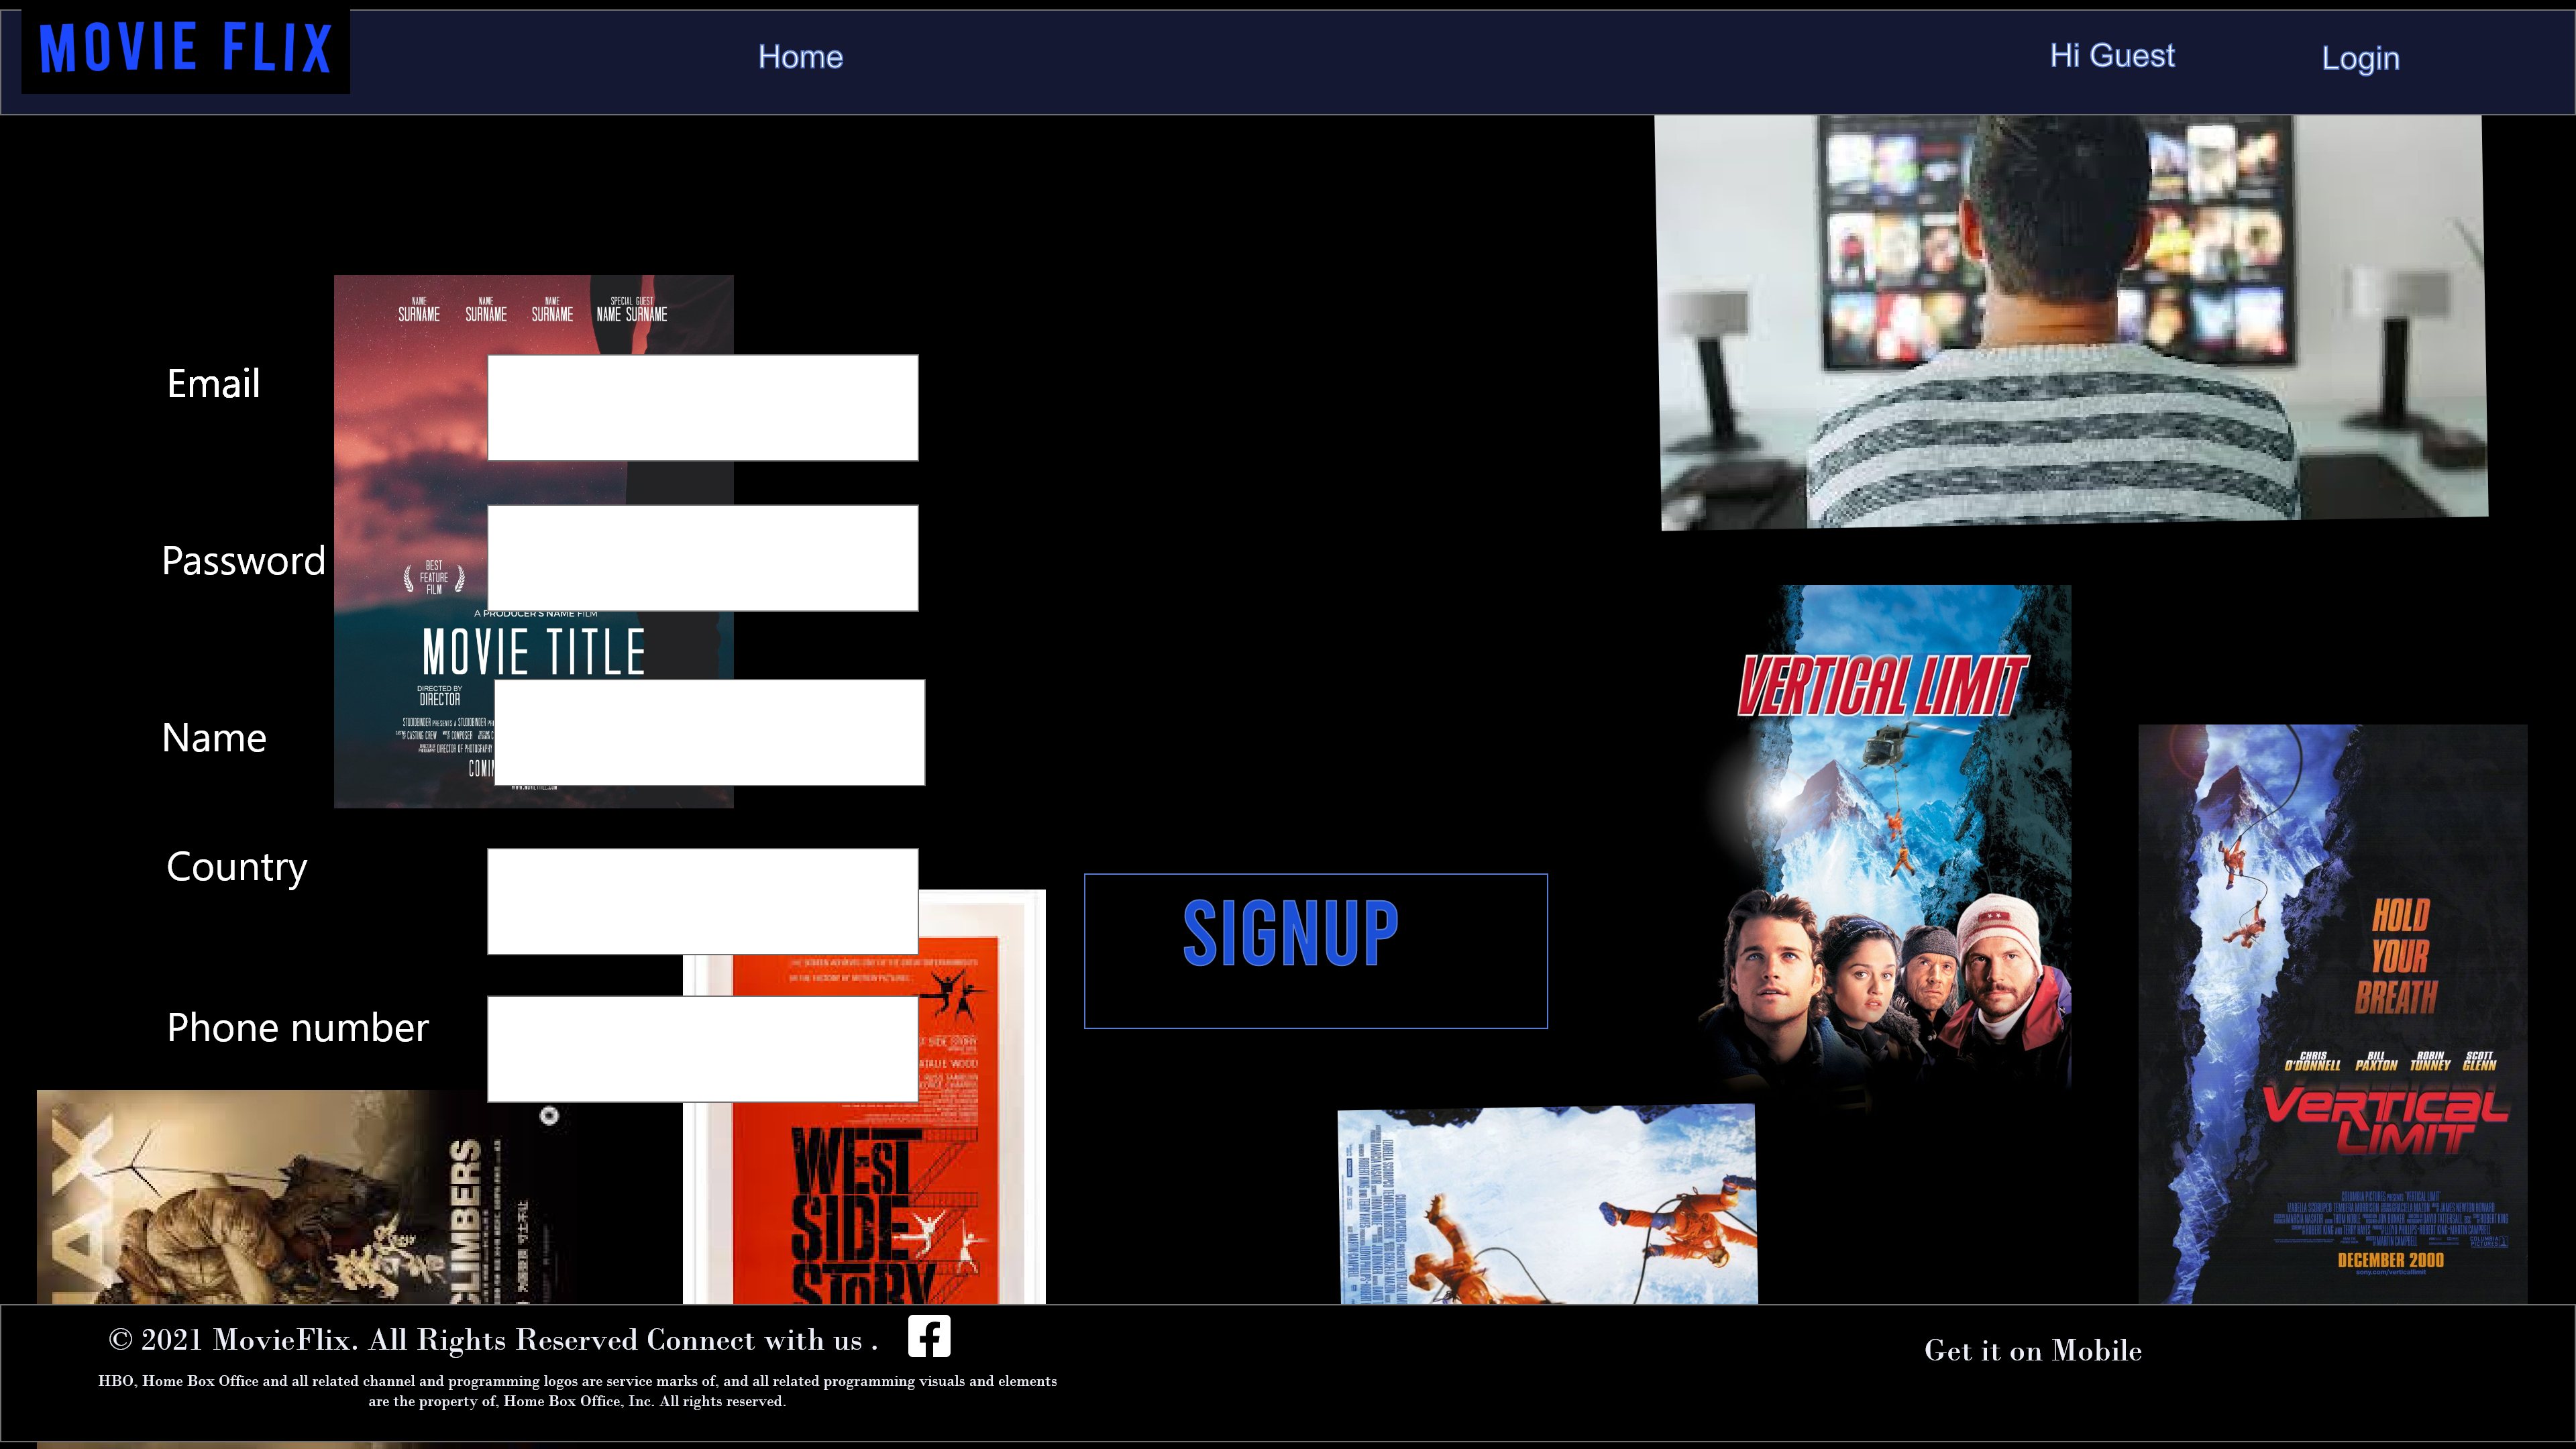 MOVIE FLIX
Home
Hi Guest
Login
NAME SURNAME
NAME SURNAME
NAME SURNAME
SPECIAL GUEST NAME SURNAME
Email
Password
BEST
FEATURE
FILM
A PRODUCER'S NAME FILM
MOVIE TITLE
DIRECTED BY
DIRECTOR
Name
Country
Phone number
SIGNUP
VERTICAL LIMIT
HOLD
YOUR
BREATH
CHRIS O'DONNELL
BILL PAXTON
ROBIN TUNNEY
SCOTT GLENN
VERTICAL
LIMIT
DECEMBER 2000
sony.com/verticallimit
NATALIE WOOD
WEST
SIDE
STORY
CLIMBERS
© 2021 MovieFlix. All Rights Reserved Connect with us .
HBO, Home Box Office and all related channel and programming logos are service marks of, and all related programming visuals and elements
are the property of, Home Box Office, Inc. All rights reserved.
Get it on Mobile